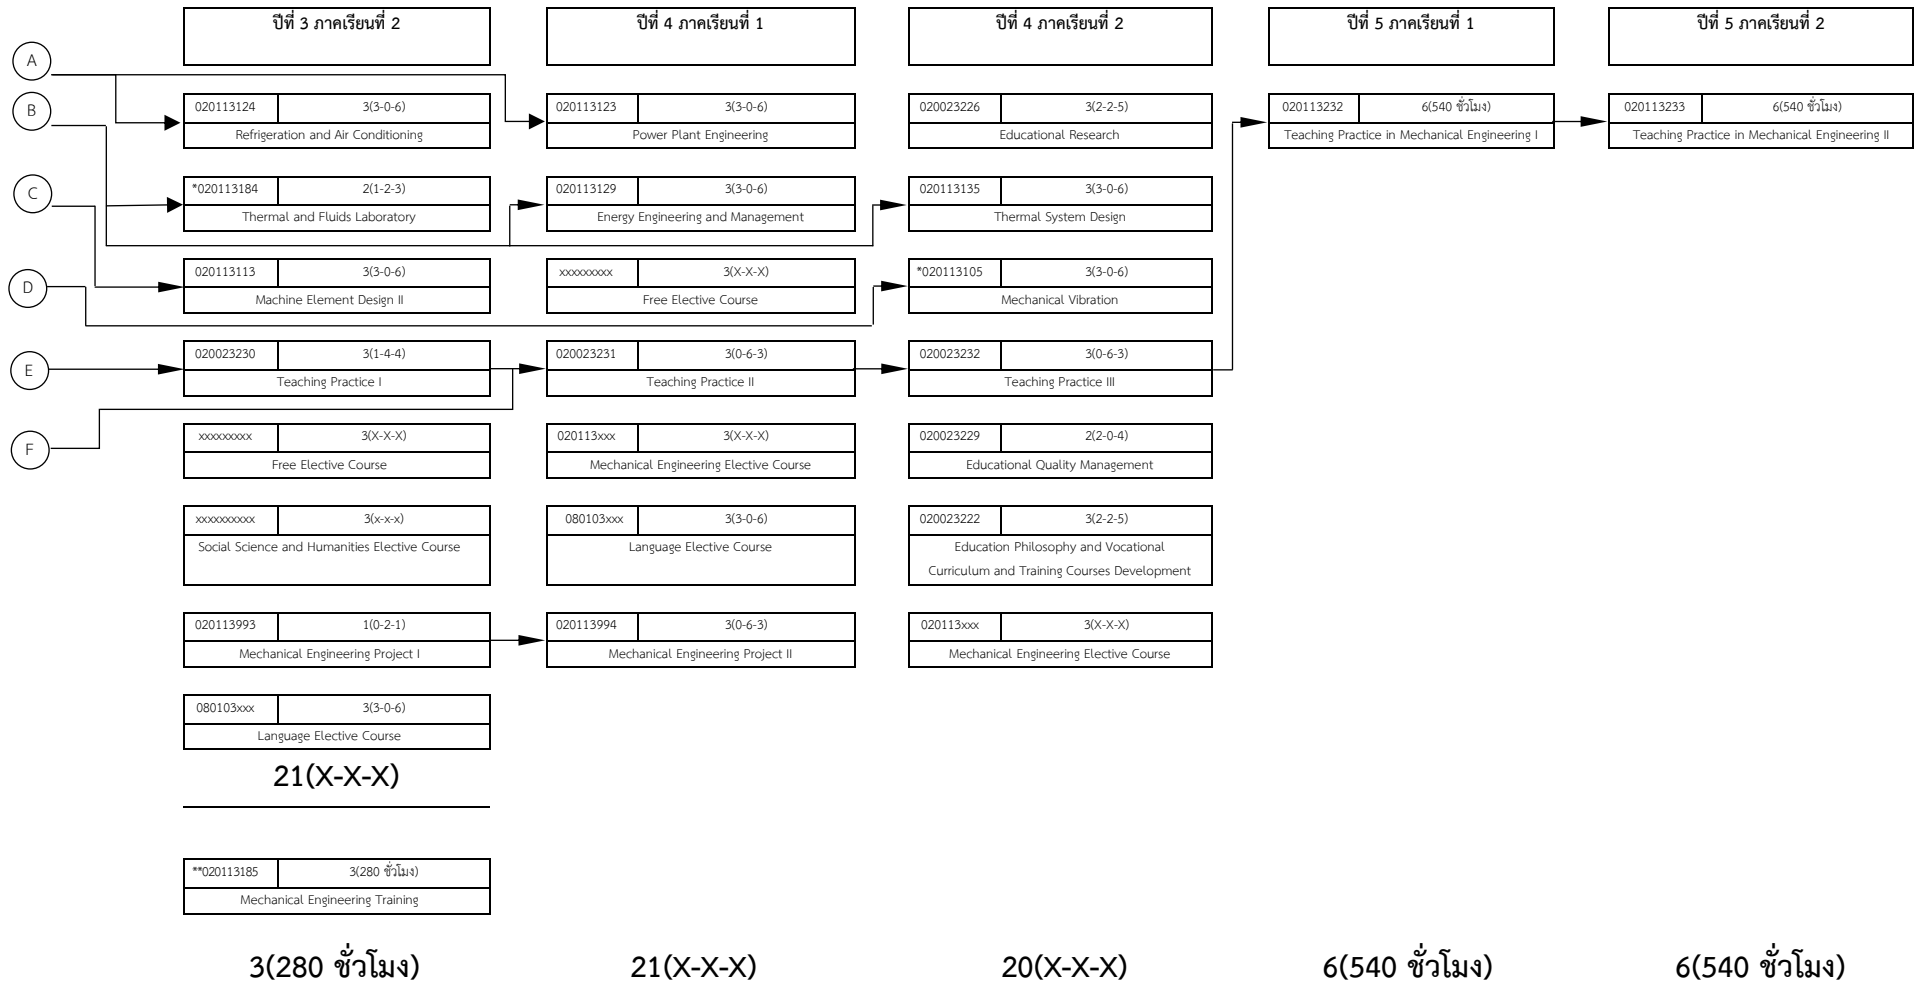 ปีที่ 3 ภาคเรียนที่ 2
ปีที่ 4 ภาคเรียนที่ 1
ปีที่ 4 ภาคเรียนที่ 2
ปีที่ 5 ภาคเรียนที่ 1
ปีที่ 5 ภาคเรียนที่ 2
A
B
C
D
E
F
020113124 3(3-0-6)
Refrigeration and Air Conditioning
020113123 3(3-0-6)
Power Plant Engineering
020023226 3(2-2-5)
Educational Research
020113232 6(540 ชั่วโมง)
Teaching Practice in Mechanical Engineering I
020113233 6(540 ชั่วโมง)
Teaching Practice in Mechanical Engineering II
*020113184 2(1-2-3)
Thermal and Fluids Laboratory
020113129 3(3-0-6)
Energy Engineering and Management
020113135 3(3-0-6)
Thermal System Design
020113113 3(3-0-6)
Machine Element Design II
xxxxxxxxx 3(X-X-X)
Free Elective Course
*020113105 3(3-0-6)
Mechanical Vibration
020023230 3(1-4-4)
Teaching Practice I
020023231 3(0-6-3)
Teaching Practice II
020023232 3(0-6-3)
Teaching Practice III
xxxxxxxxx 3(X-X-X)
Free Elective Course
020113xxx 3(X-X-X)
Mechanical Engineering Elective Course
020023229 2(2-0-4)
Educational Quality Management
xxxxxxxxxx 3(x-x-x)
Social Science and Humanities Elective Course
080103xxx 3(3-0-6)
Language Elective Course
020023222 3(2-2-5)
Education Philosophy and Vocational
Curriculum and Training Courses Development
020113993 1(0-2-1)
Mechanical Engineering Project I
020113994 3(0-6-3)
Mechanical Engineering Project II
020113xxx 3(X-X-X)
Mechanical Engineering Elective Course
080103xxx 3(3-0-6)
Language Elective Course
21(X-X-X)
**020113185 3(280 ชั่วโมง)
Mechanical Engineering Training
3(280 ชั่วโมง)
21(X-X-X)
20(X-X-X)
6(540 ชั่วโมง)
6(540 ชั่วโมง)